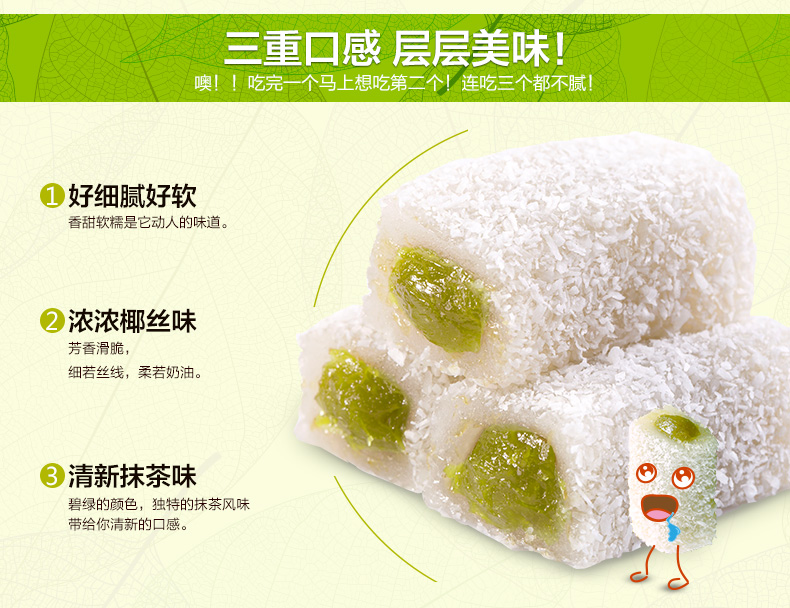 三重口感 层层美味!
噢!！吃完一个马上想吃第二个！连吃三个都不腻！
1 好细腻好软
香甜软糯是它动人的味道。
2 浓浓椰丝味
芳香滑脆，
细若丝线，柔若奶油。
3 清新抹茶味
碧绿的颜色，独特的抹茶风味
带给你清新的口感。